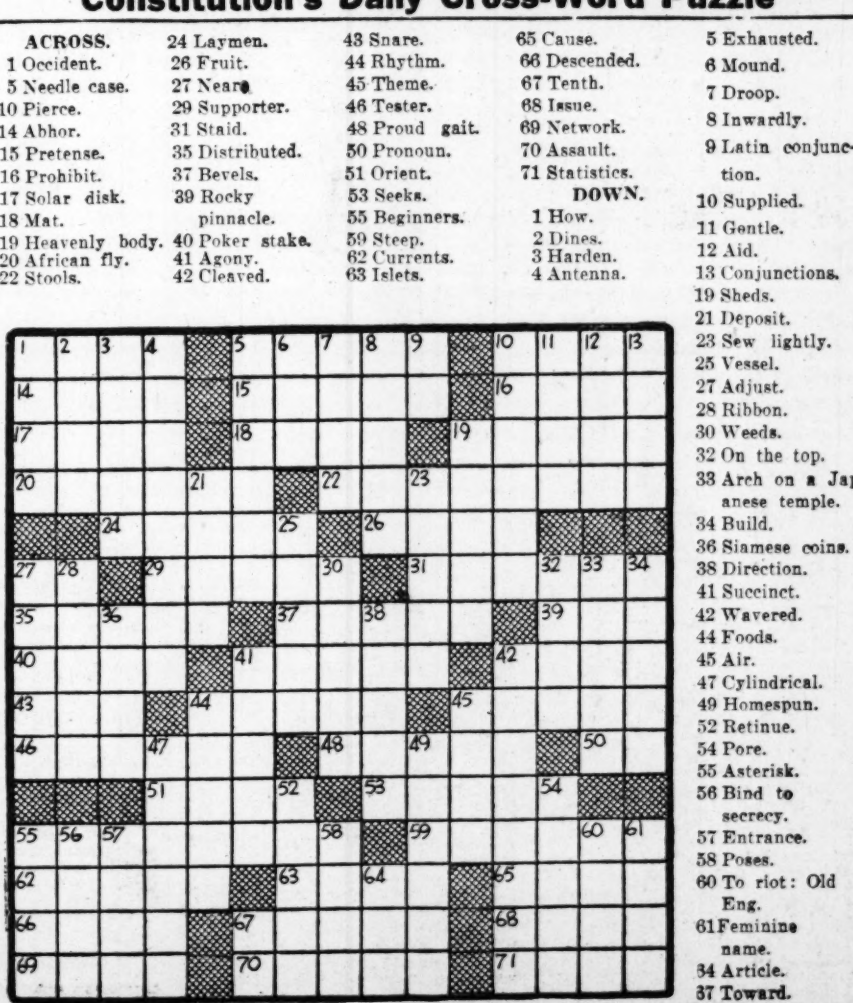 Constitution's Daily Cross-Word Puzzle
ACROSS.
1 Occident.
5 Needle case.
10 Pierce.
14 Abhor.
15 Pretense.
16 Prohibit.
17 Solar disk.
18 Mat.
19 Heavenly body.
20 African fly.
22 Stools.
24 Laymen.
26 Fruit.
27 Near.
29 Supporter.
31 Staid.
35 Distributed.
37 Bevels.
39 Rocky
pinnacle.
40 Poker stake.
41 Agony.
42 Cleaved.
43 Snare.
44 Rhythm.
45 Theme.
46 Tester.
48 Proud gait.
50 Pronoun.
51 Orient.
53 Seeks.
55 Beginners.
59 Steep.
62 Currents.
63 Islets.
65 Cause.
66 Descended.
67 Tenth.
68 Issue.
69 Network.
70 Assault.
71 Statistics.
DOWN.
1 How.
2 Dines.
3 Harden.
4 Antenna.
5 Exhausted.
6 Mound.
7 Droop.
8 Inwardly.
9 Latin conjunc-
tion.
10 Supplied.
11 Gentle.
12 Aid.
13 Conjunctions.
19 Sheds.
21 Deposit.
23 Sew lightly.
25 Vessel.
27 Adjust.
28 Ribbon.
30 Weeds.
32 On the top.
33 Arch on a Jap
anese temple.
34 Build.
36 Siamese coins.
38 Direction.
41 Succinct.
42 Wavered.
44 Foods.
45 Air.
47 Cylindrical.
49 Homespun.
52 Retinue.
54 Pore.
55 Asterisk.
56 Bind to
secrecy.
57 Entrance.
58 Poses.
60 To riot: Old
Eng.
61 Feminine
name.
64 Article.
67 Toward.
1 2 3 4 5 6 7 8 9 10 11 12 13
14 15 16
17 18 19
20 21 22 23
24 25 26
27 28 29 30 31 32 33 34
35 36 37 38 39
40 41 42
43 44 45
46 47 48 49 50
51 52 53 54
55 56 57 58 59 60 61
62 63 64 65
66 67 68
69 70 71